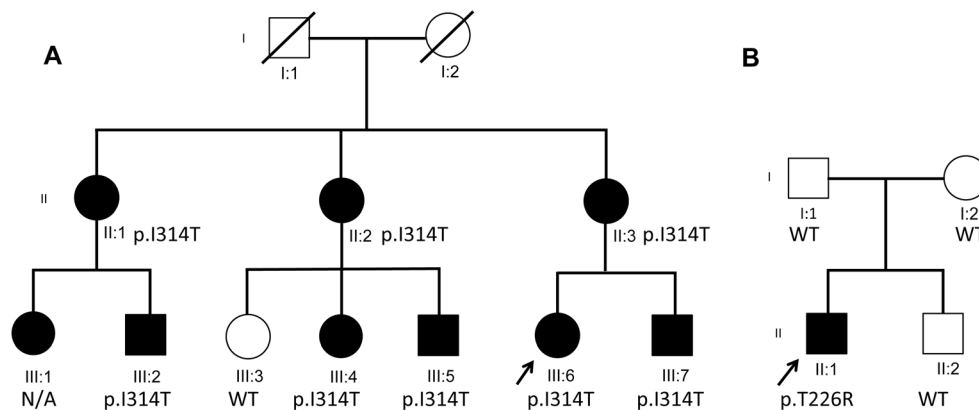 A
I
I:1
I:2
II
II:1 p.I314T
II:2 p.I314T
II:3 p.I314T
III:1
III:2
III:3
III:4
III:5
III:6
III:7
N/A
p.I314T
WT
p.I314T
p.I314T
p.I314T
p.I314T
B
I
I:1
I:2
WT
WT
II
II:1
II:2
p.T226R
WT